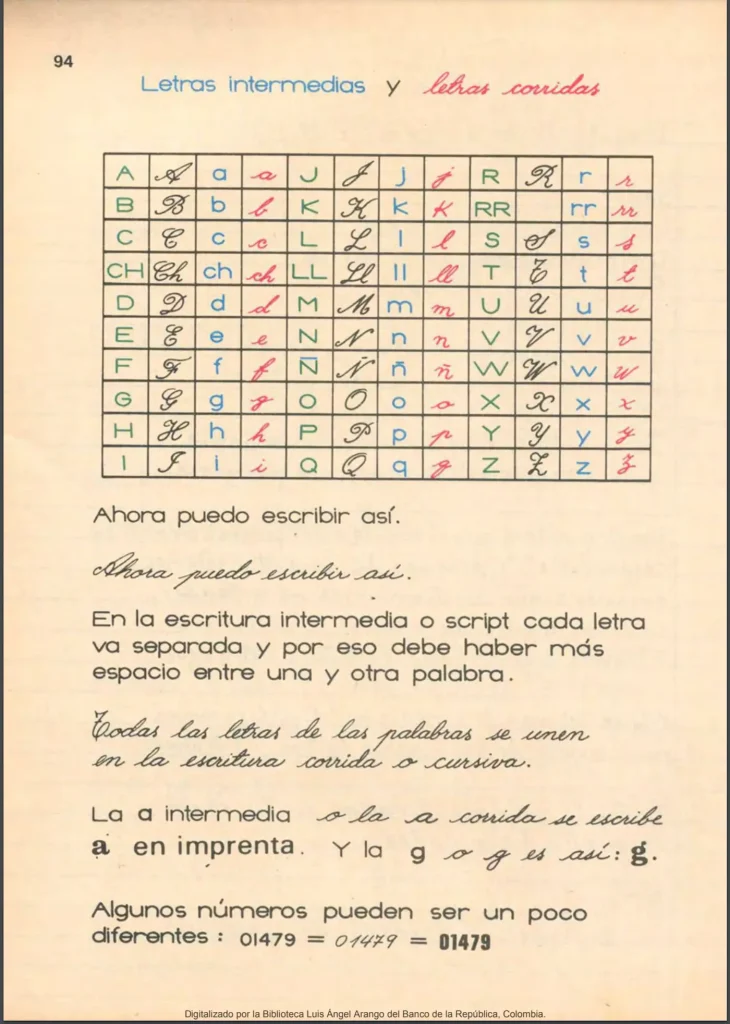 94
Letras intermedias y letras corridas
A A a a J J j j R R r r
B B b b K K k k RR rr rr
C C c c L L l l S S s s
CH Ch ch ch LL Ll ll ll T T t t
D D d d M M m m U U u u
E E e e N N n n V V v v
F F f f Ñ Ñ ñ ñ W W w w
G G g g O O o o X X x x
H H h h P P p p Y Y y y
I I i i Q Q q q Z Z z z
Ahora puedo escribir así.
Ahora puedo escribir así.
En la escritura intermedia o script cada letra
va separada y por eso debe haber más
espacio entre una y otra palabra.
Todas las letras de las palabras se unen
en la escritura corrida o cursiva.
La a intermedia o la a corrida se escribe
a en imprenta. Y la g o g es así: g.
Algunos números pueden ser un poco
diferentes : 01479 = 01479 = 01479
Digitalizado por la Biblioteca Luis Ángel Arango del Banco de la República, Colombia.